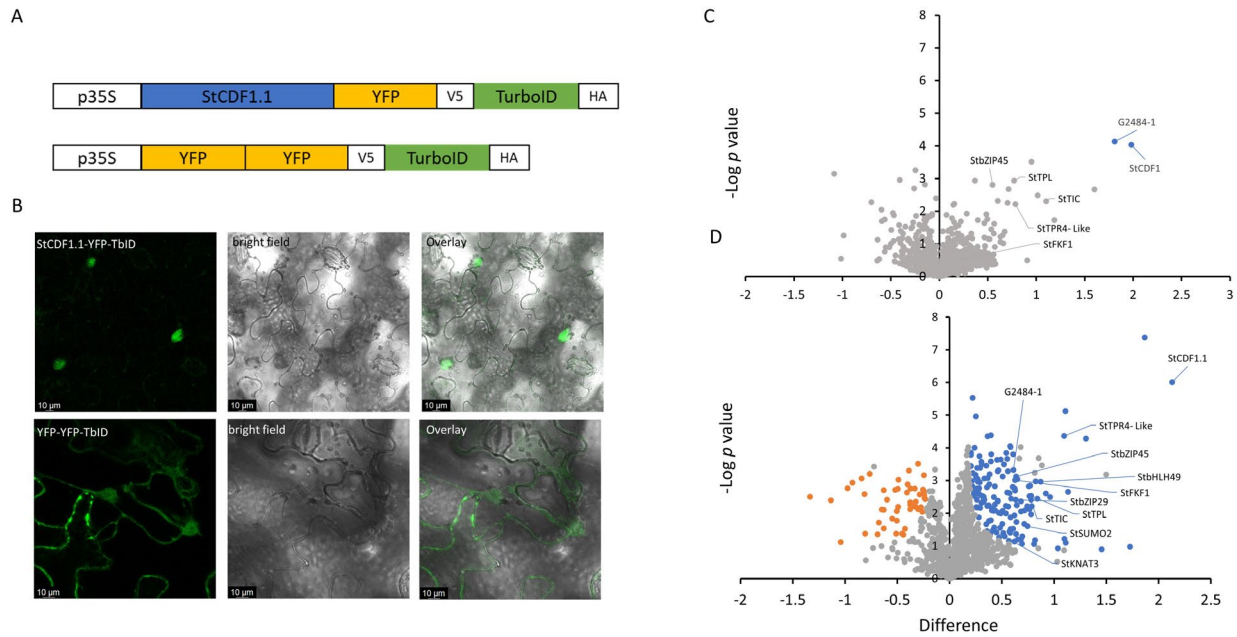 A
p35S StCDF1.1 YFP V5 TurboID HA
p35S YFP YFP V5 TurboID HA
B
StCDF1.1-YFP-TbID
bright field
Overlay
10 µm
10 µm
10 µm
YFP-YFP-TbID
bright field
Overlay
10 µm
10 µm
10 µm
C
-Log p value
8
7
6
5
4
3
2
1
0
G2484-1
StCDF1
StbZIP45
StTPL
StTIC
StTPR4- Like
StFKF1
-2 -1.5 -1 -0.5 0 0.5 1 1.5 2 2.5 3
D
-Log p value
8
7
6
5
4
3
2
1
0
StCDF1.1
G2484-1
StTPR4- Like
StbZIP45
StbHLH49
StFKF1
StbZIP29
StTPL
StTIC
StSUMO2
StKNAT3
-2 -1.5 -1 -0.5 0 0.5 1 1.5 2 2.5
Difference